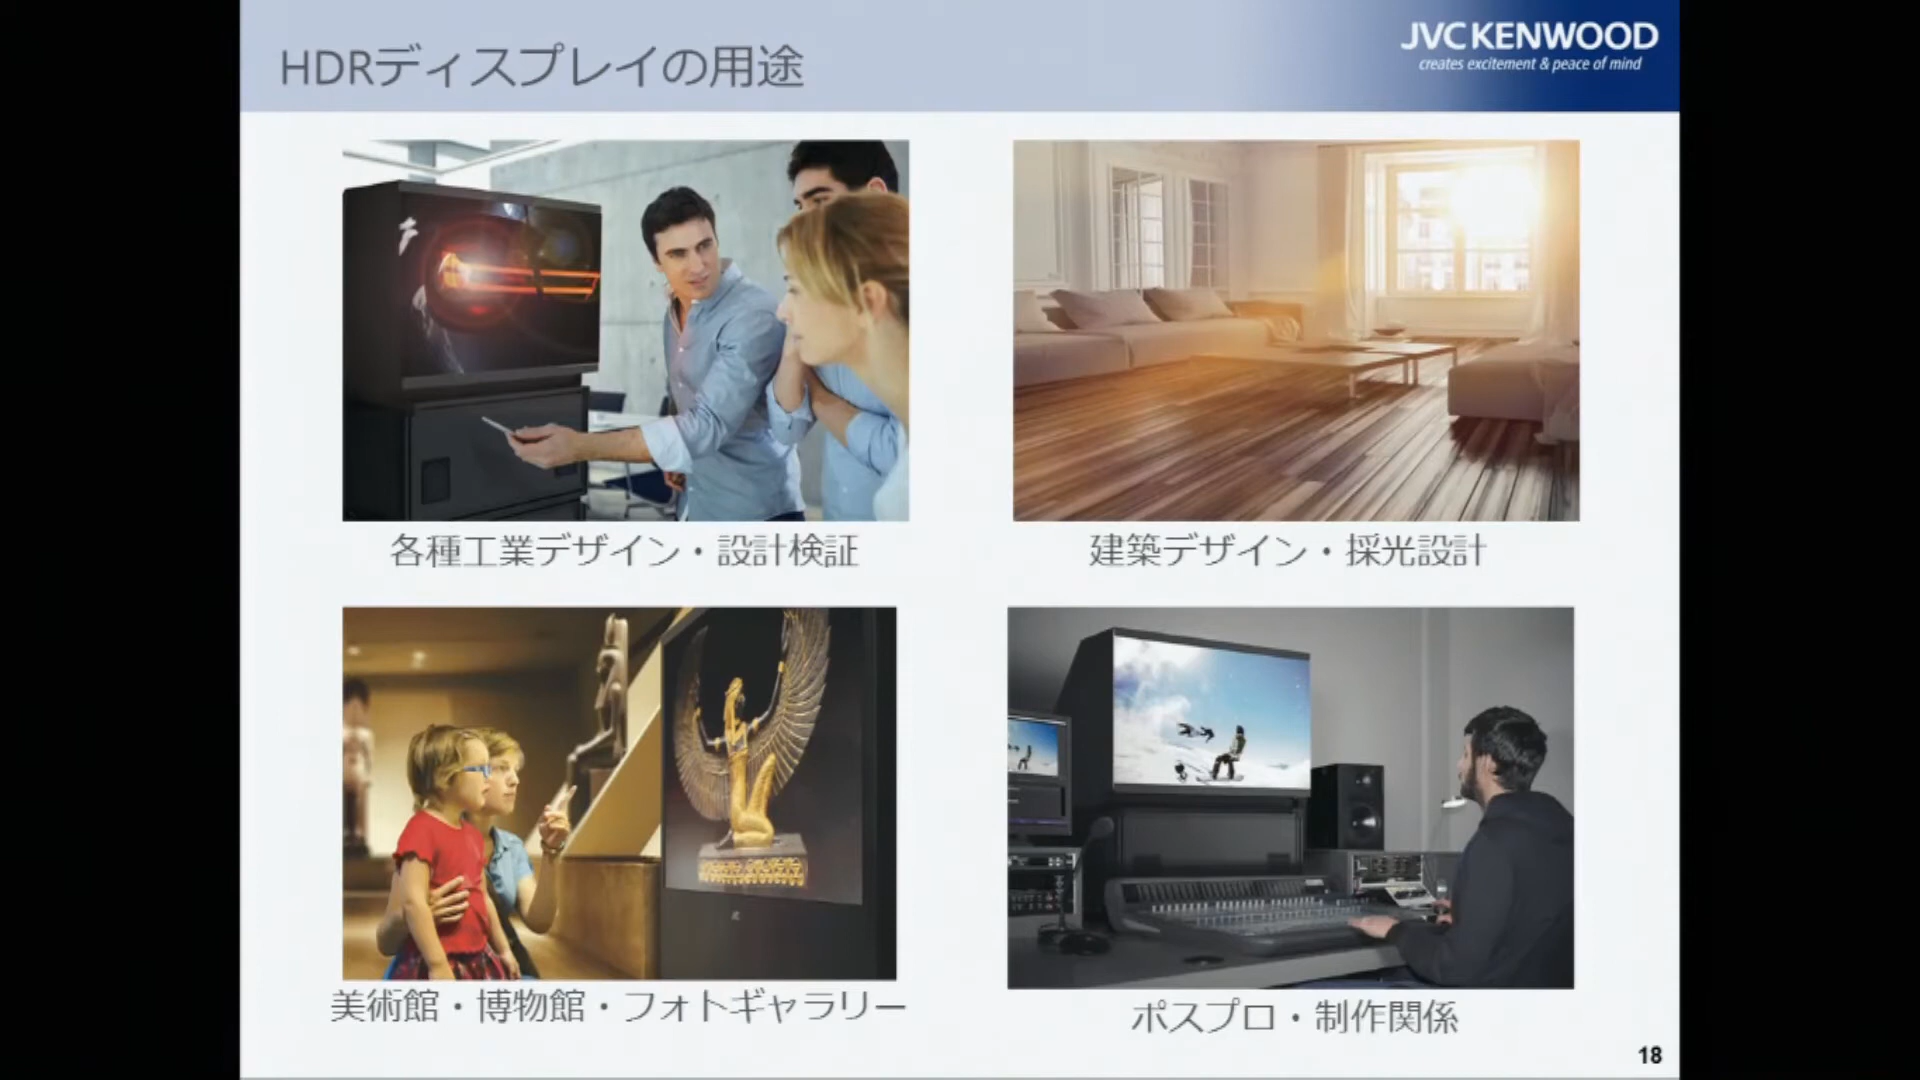 HDRディスプレイの用途
JVCKENWOOD
creates excitement & peace of mind
各種工業デザイン・設計検証
建築デザイン・採光設計
美術館・博物館・フォトギャラリー
ポスプロ・制作関係
18